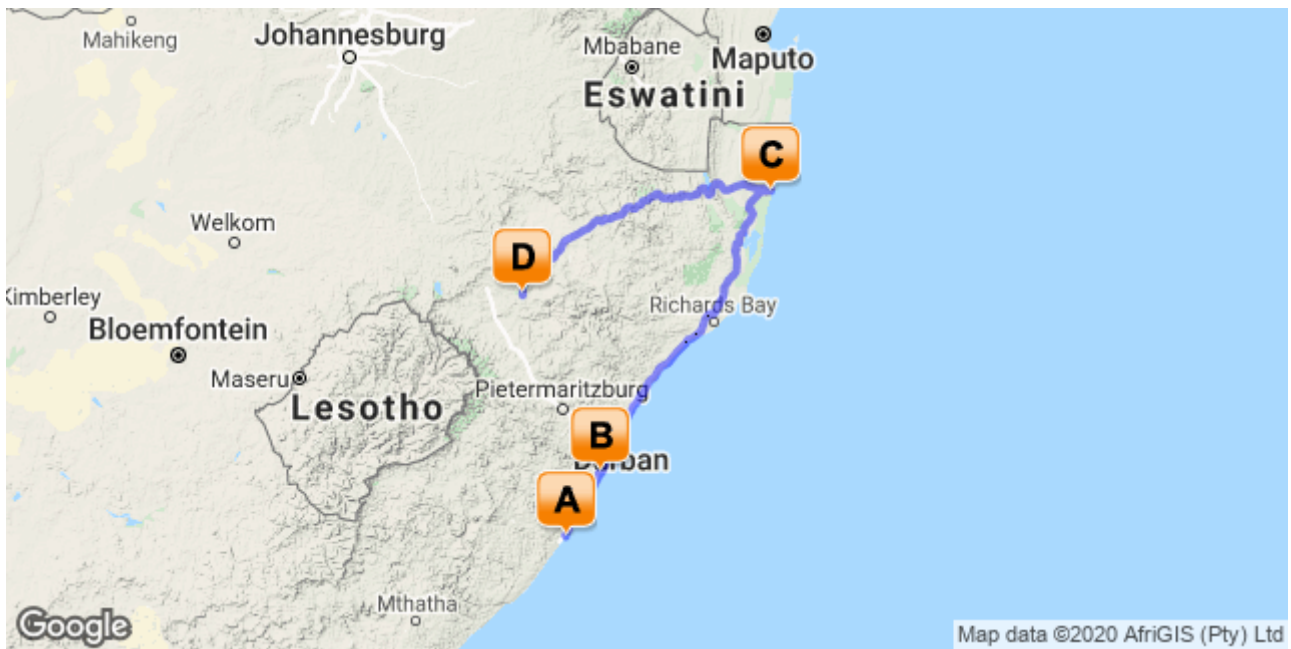 Mahikeng
Johannesburg
Mbabane
Maputo
Eswatini
C
Welkom
D
Kimberley
Richards Bay
Bloemfontein
Maseru
Pietermaritzburg
Lesotho
B
Durban
A
Mthatha
Google
Map data ©2020 AfriGIS (Pty) Ltd